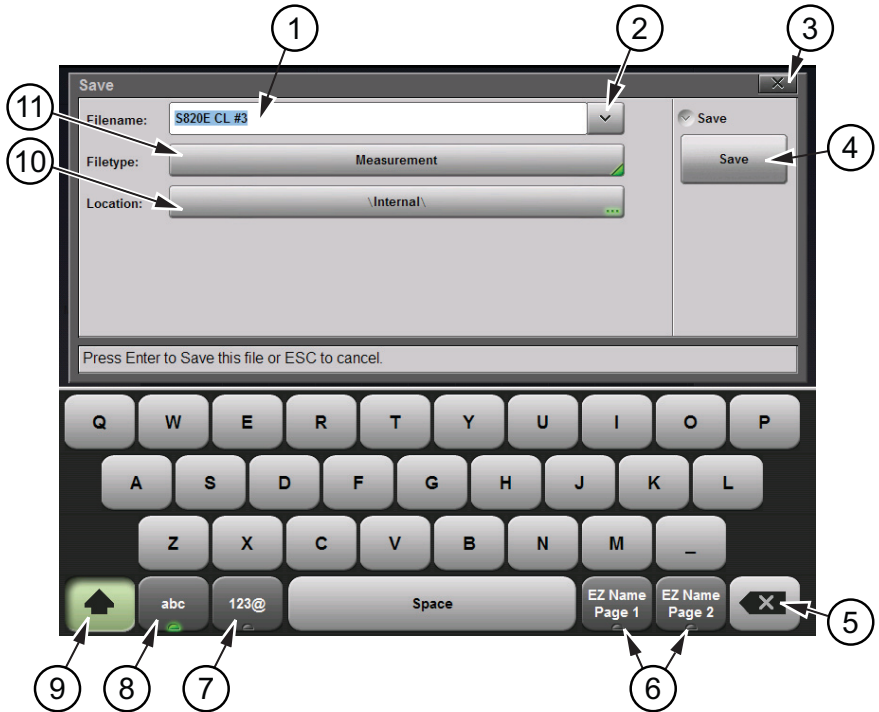 1
2
3
Save
11
Filename:
S820E CL #3
Save
Filetype:
Measurement
Save
4
10
Location:
\Internal\
...
Press Enter to Save this file or ESC to cancel.
Q W E R T Y U I O P
A S D F G H J K L
Z X C V B N M _
abc
123@
Space
EZ Name
Page 1
EZ Name
Page 2
5
9
8
7
6